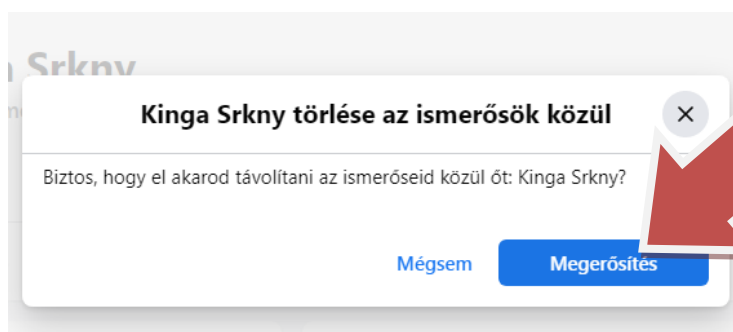 Srkny
Kinga Srkny törlése az ismerősök közül
Biztos, hogy el akarod távolítani az ismerőseid közül őt: Kinga Srkny?
Mégsem
Megerősítés